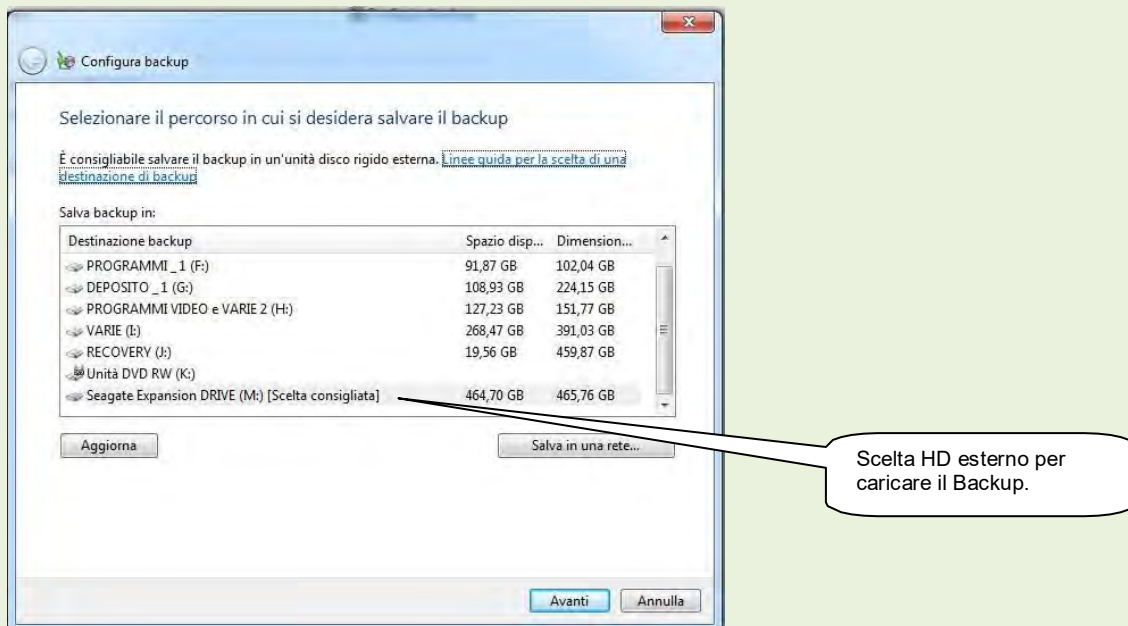 Configura backup
Selezionare il percorso in cui si desidera salvare il backup
È consigliabile salvare il backup in un'unità disco rigido esterna. Linee guida per la scelta di una
destinazione di backup
Salva backup in:
Destinazione backup Spazio disp... Dimension...
PROGRAMMI _1 (F:) 91,87 GB 102,04 GB
DEPOSITO _1 (G:) 108,93 GB 224,15 GB
PROGRAMMI VIDEO e VARIE 2 (H:) 127,23 GB 151,77 GB
VARIE (I:) 268,47 GB 391,03 GB
RECOVERY (J:) 19,56 GB 459,87 GB
Unità DVD RW (K:)
Seagate Expansion DRIVE (M:) [Scelta consigliata] 464,70 GB 465,76 GB
Aggiorna Salva in una rete...
Scelta HD esterno per
caricare il Backup.
Avanti Annulla